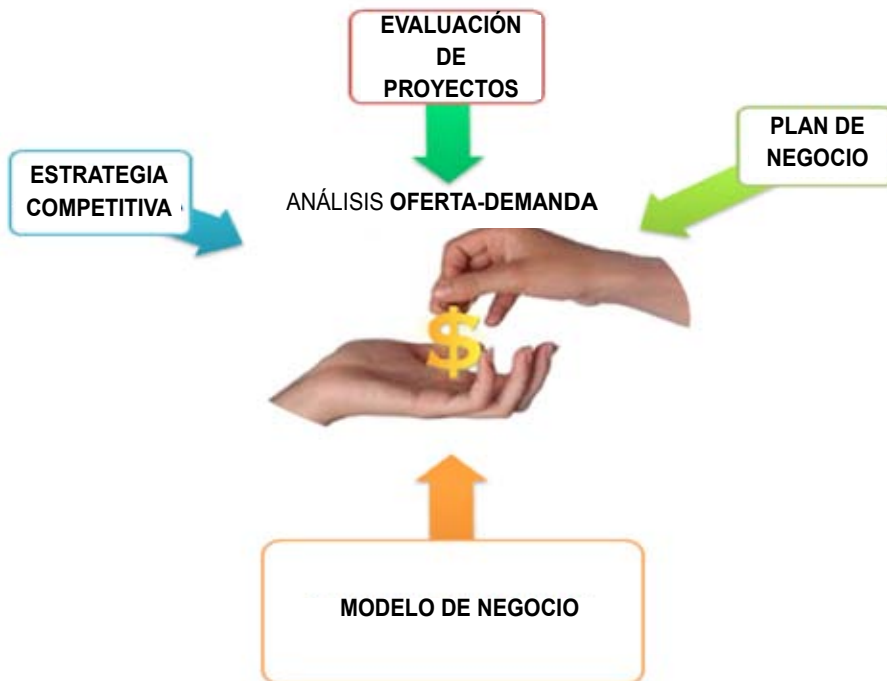 EVALUACIÓN
DE
PROYECTOS
PLAN DE
NEGOCIO
ESTRATEGIA
COMPETITIVA
ANÁLISIS OFERTA-DEMANDA
$
MODELO DE NEGOCIO